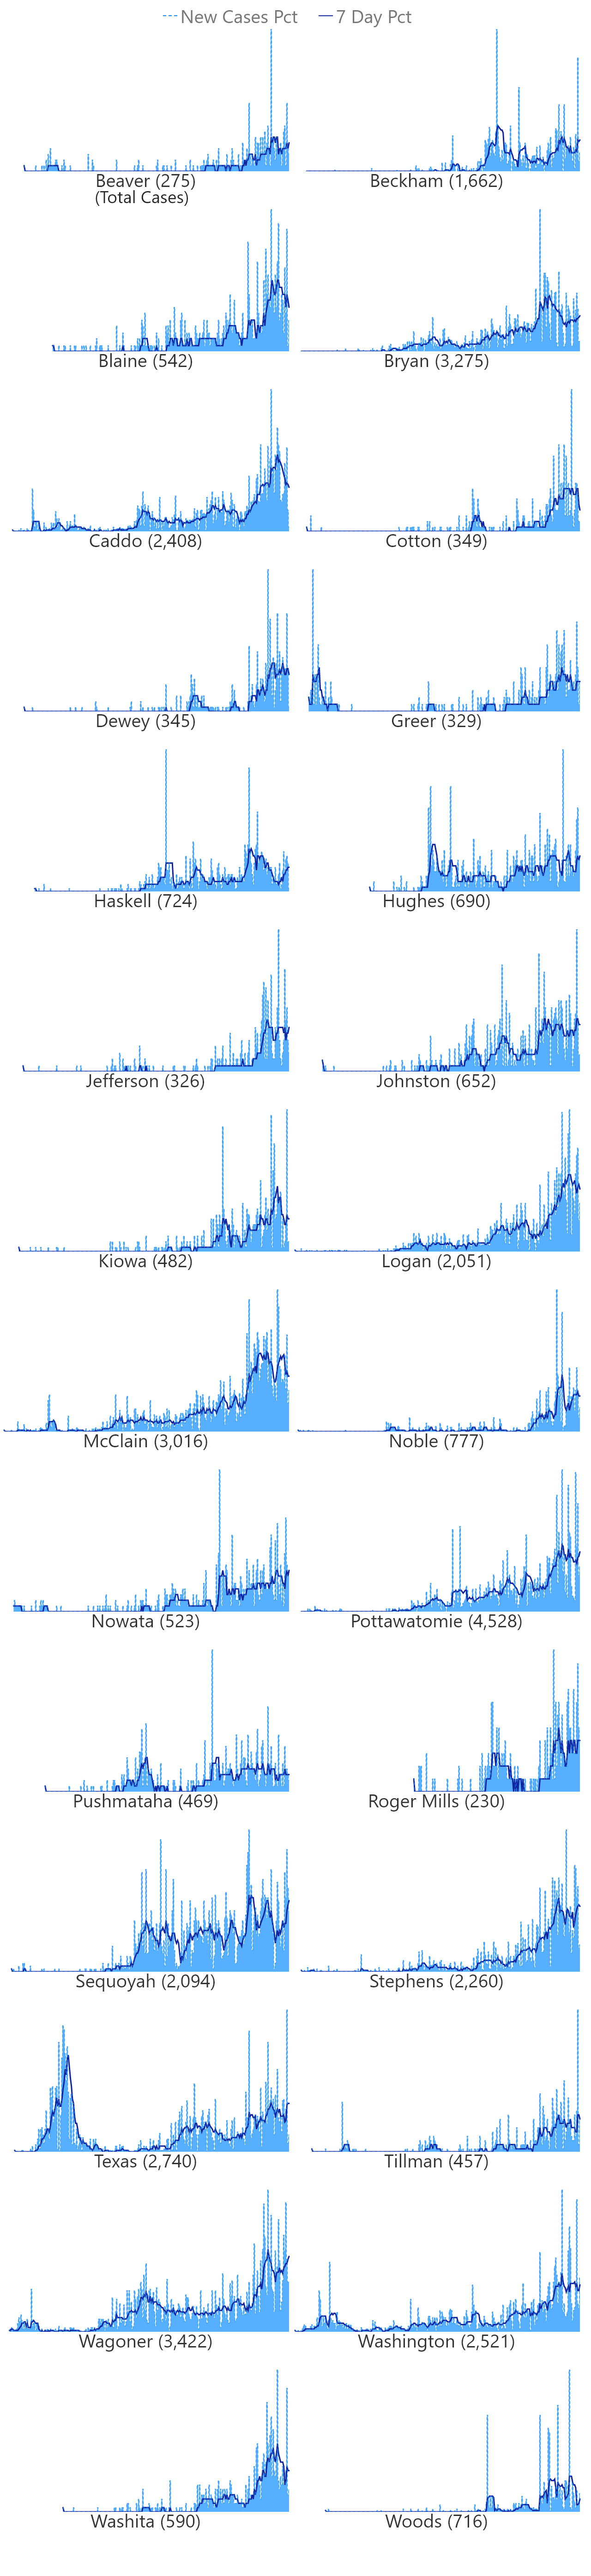 New Cases Pct 7 Day Pct
Beaver (275) Beckham (1,662)
(Total Cases)
Blaine (542) Bryan (3,275)
Caddo (2,408) Cotton (349)
Dewey (345) Greer (329)
Haskell (724) Hughes (690)
Jefferson (326) Johnston (652)
Kiowa (482) Logan (2,051)
McClain (3,016) Noble (777)
Nowata (523) Pottawatomie (4,528)
Pushmataha (469) Roger Mills (230)
Sequoyah (2,094) Stephens (2,260)
Texas (2,740) Tillman (457)
Wagoner (3,422) Washington (2,521)
Washita (590) Woods (716)